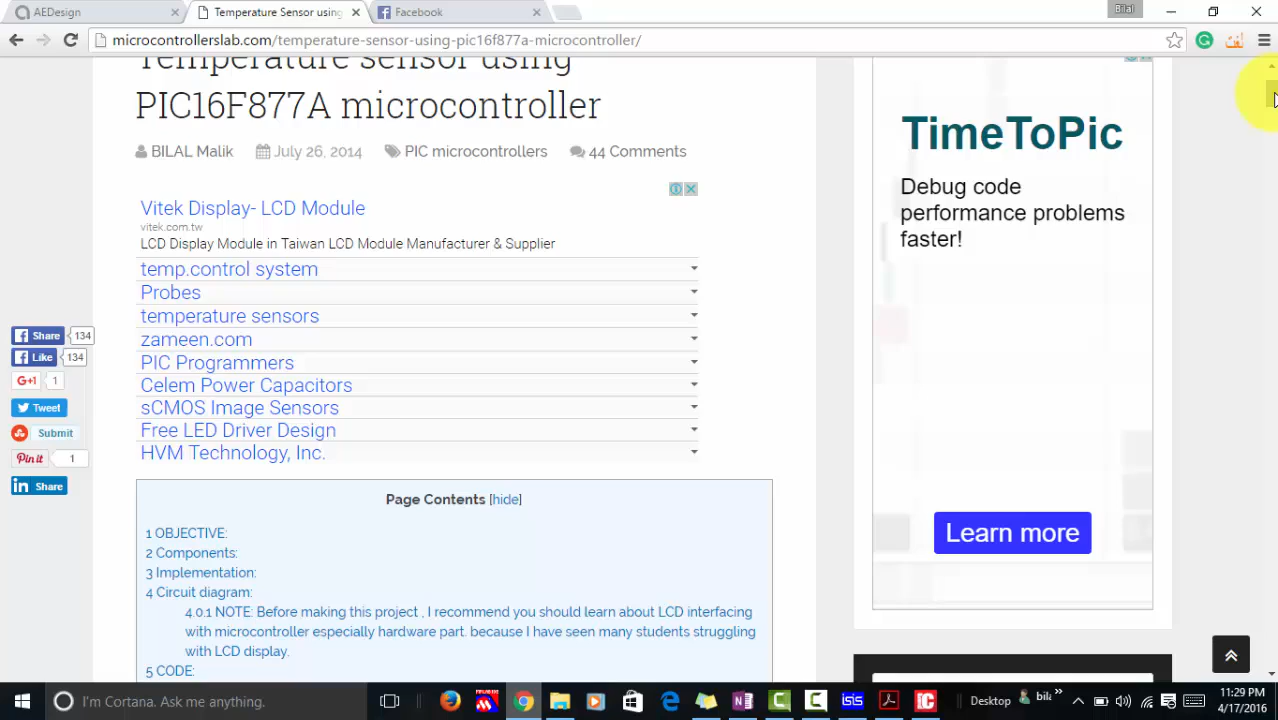 AEDesign
Temperature Sensor using
Facebook
Bilal
microcontrollerslab.com/temperature-sensor-using-pic16f877a-microcontroller/
Temperature sensor using
PIC16F877A microcontroller
BILAL Malik
July 26, 2014
PIC microcontrollers
44 Comments
Vitek Display- LCD Module
vitek.com.tw
LCD Display Module in Taiwan LCD Module Manufacturer & Supplier
temp.control system
Probes
temperature sensors
zameen.com
PIC Programmers
Celem Power Capacitors
sCMOS Image Sensors
Free LED Driver Design
HVM Technology, Inc.
Share 134
Like 134
G+1 1
Tweet
Submit
Pin it 1
in Share
Page Contents [hide]
1 OBJECTIVE:
2 Components:
3 Implementation:
4 Circuit diagram:
4.0.1 NOTE: Before making this project , I recommend you should learn about LCD interfacing
with microcontroller especially hardware part. because I have seen many students struggling
with LCD display.
5 CODE:
TimeToPic
Debug code
performance problems
faster!
Learn more
I'm Cortana. Ask me anything.
Desktop
11:29 PM
4/17/2016